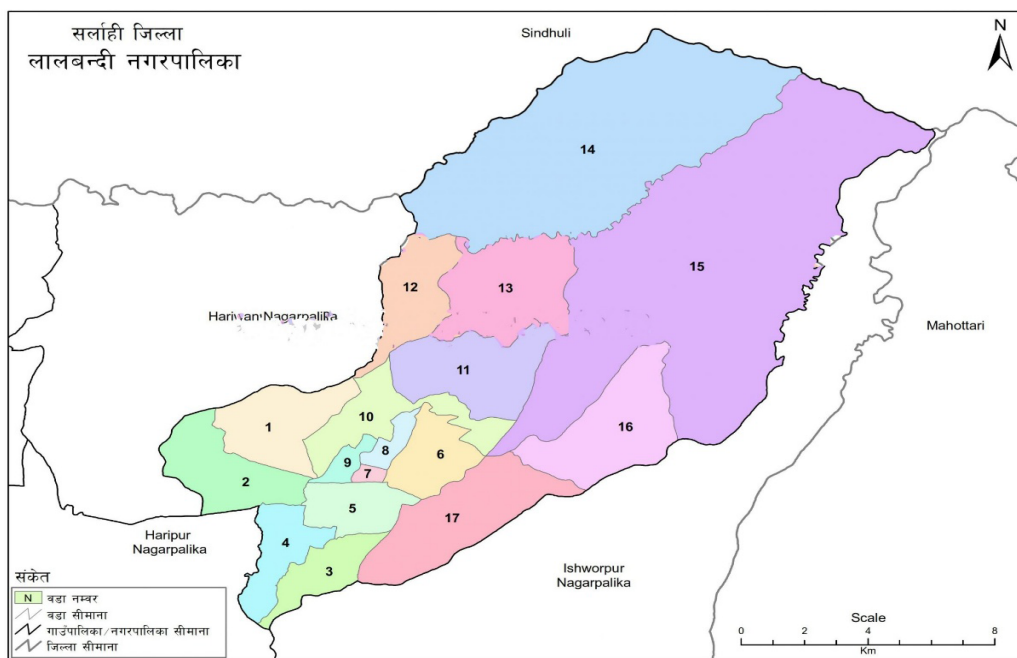 सर्लाही जिल्ला
लालबन्दी नगरपालिका
Sindhuli
N
14
15
12
13
Hariwan Nagarpalika
Mahottari
11
10
1
16
8
6
9
7
2
5
17
4
3
Haripur
Nagarpalika
Ishworpur
Nagarpalika
संकेत
N वडा नम्वर
वडा सीमाना
गाउँपालिका/नगरपालिका सीमाना
जिल्ला सीमाना
Scale
0 2 4 6 8
Km